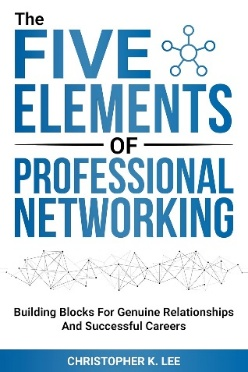 The
FIVE
ELEMENTS
OF
PROFESSIONAL
NETWORKING
Building Blocks For Genuine Relationships
And Successful Careers
CHRISTOPHER K. LEE